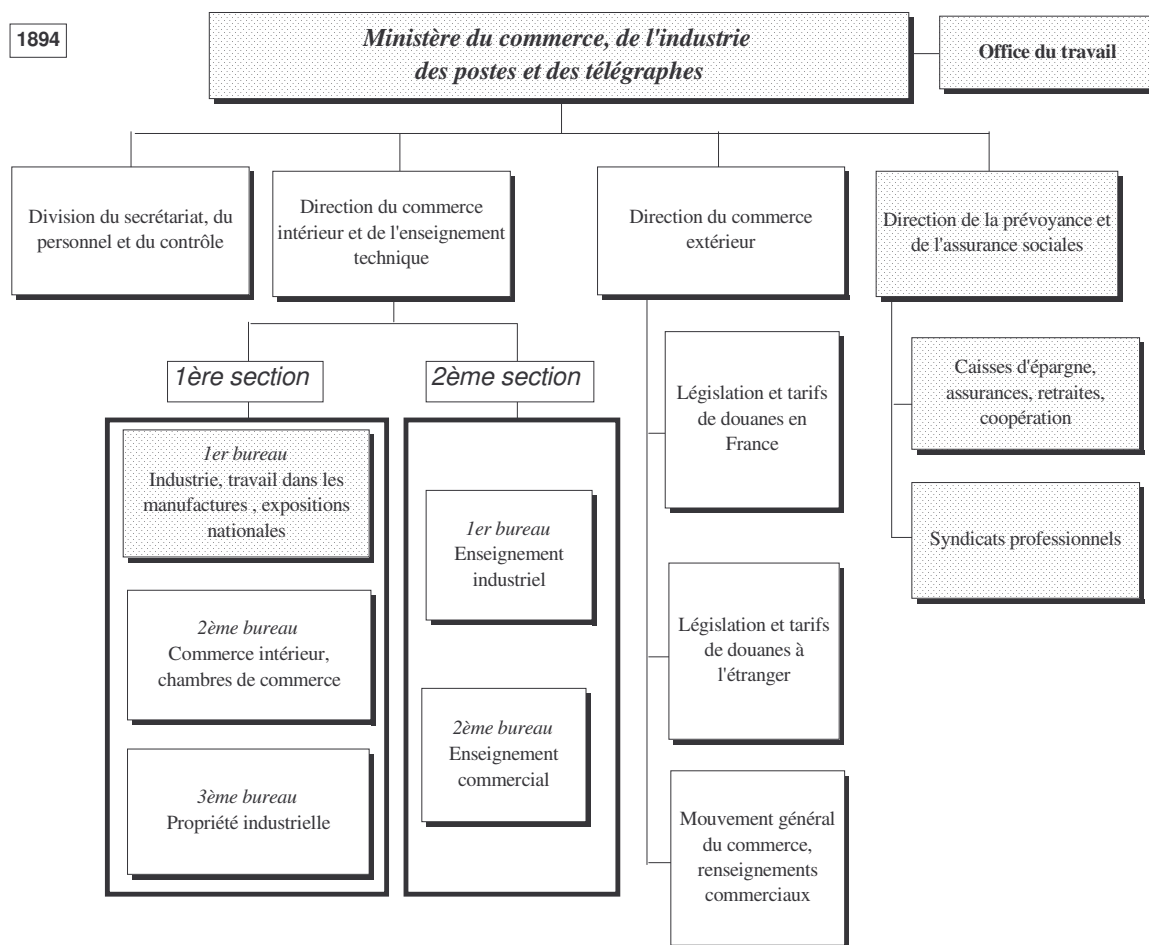 1894
Ministère du commerce, de l'industrie
des postes et des télégraphes
Office du travail
Division du secrétariat, du
personnel et du contrôle
Direction du commerce
intérieur et de l'enseignement
technique
Direction du commerce
extérieur
Direction de la prévoyance et
de l'assurance sociales
1ère section
1er bureau
Industrie, travail dans les
manufactures , expositions
nationales
2ème bureau
Commerce intérieur,
chambres de commerce
3ème bureau
Propriété industrielle
2ème section
1er bureau
Enseignement
industriel
2ème bureau
Enseignement
commercial
Législation et tarifs
de douanes en
France
Législation et tarifs
de douanes à
l'étranger
Mouvement général
du commerce,
renseignements
commerciaux
Caisses d'épargne,
assurances, retraites,
coopération
Syndicats professionnels